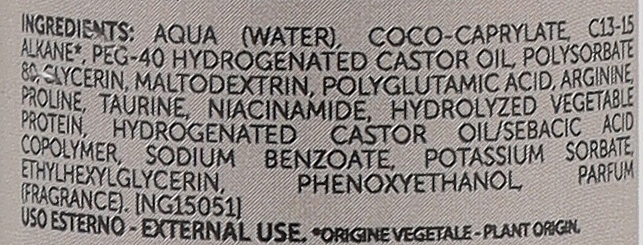 INGREDIENTS: AQUA (WATER), COCO-CAPRYLATE, C13-15
ALKANE*, PEG-40 HYDROGENATED CASTOR OIL, POLYSORBATE
80, GLYCERIN, MALTODEXTRIN, POLYGLUTAMIC ACID, ARGININE,
PROLINE, TAURINE, NIACINAMIDE, HYDROLYZED VEGETABLE
PROTEIN, HYDROGENATED CASTOR OIL/SEBACIC ACID
COPOLYMER, SODIUM BENZOATE, POTASSIUM SORBATE,
ETHYLHEXYLGLYCERIN, PHENOXYETHANOL, PARFUM
(FRAGRANCE). [NG15051]
USO ESTERNO - EXTERNAL USE. *ORIGINE VEGETALE - PLANT ORIGIN.